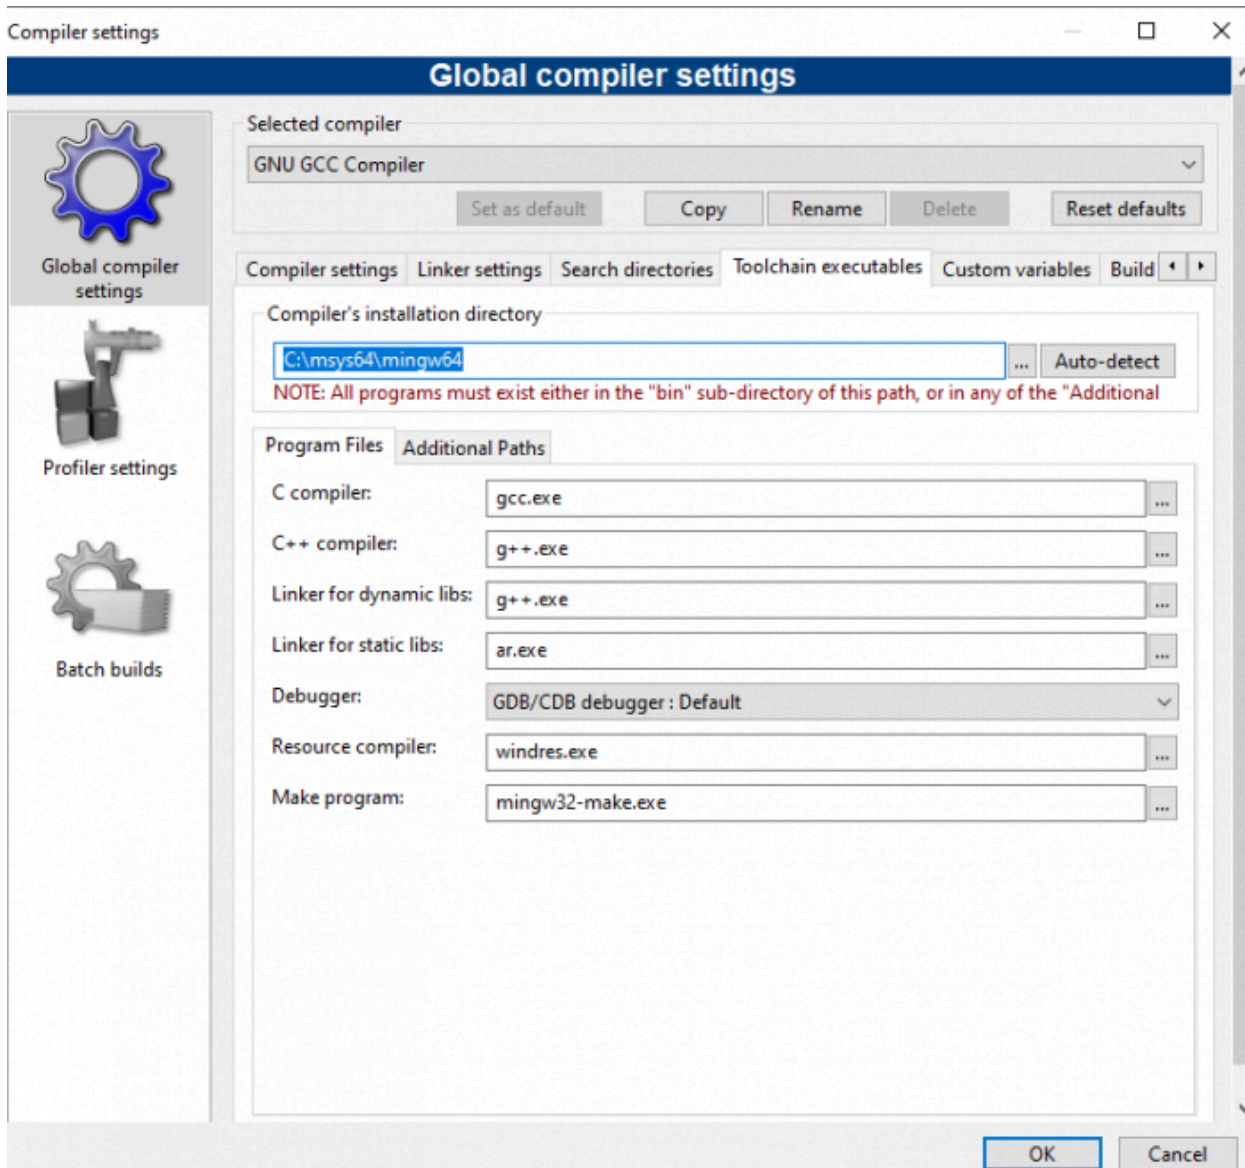 Compiler settings
Global compiler settings
Global compiler
settings
Profiler settings
Batch builds
Selected compiler
GNU GCC Compiler
Set as default Copy Rename Delete Reset defaults
Compiler settings Linker settings Search directories Toolchain executables Custom variables Build
Compiler's installation directory
C:\msys64\mingw64 ... Auto-detect
NOTE: All programs must exist either in the "bin" sub-directory of this path, or in any of the "Additional
Program Files Additional Paths
C compiler: gcc.exe ...
C++ compiler: g++.exe ...
Linker for dynamic libs: g++.exe ...
Linker for static libs: ar.exe ...
Debugger: GDB/CDB debugger : Default
Resource compiler: windres.exe ...
Make program: mingw32-make.exe ...
OK Cancel